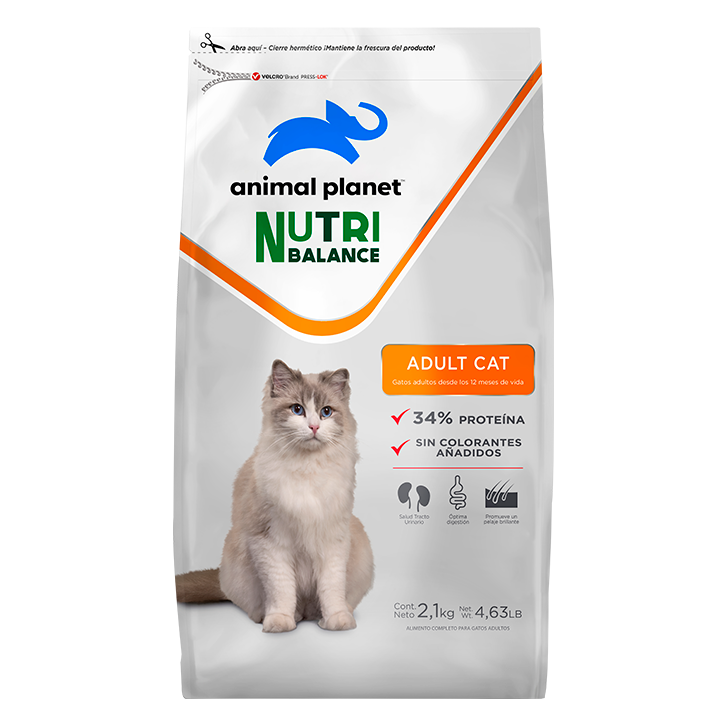 Abra aquí - Cierre hermético ¡Mantiene la frescura del producto!
VELCRO® Brand PRESS-LOK®
animal planet™
NUTRI
BALANCE
ADULT CAT
Gatos adultos desde los 12 meses de vida
34% PROTEÍNA
SIN COLORANTES
AÑADIDOS
Salud Tracto
Urinario
Óptima
digestión
Promueve un
pelaje brillante
Cont. Neto 2,1kg Net. Wt. 4,63LB
ALIMENTO COMPLETO PARA GATOS ADULTOS